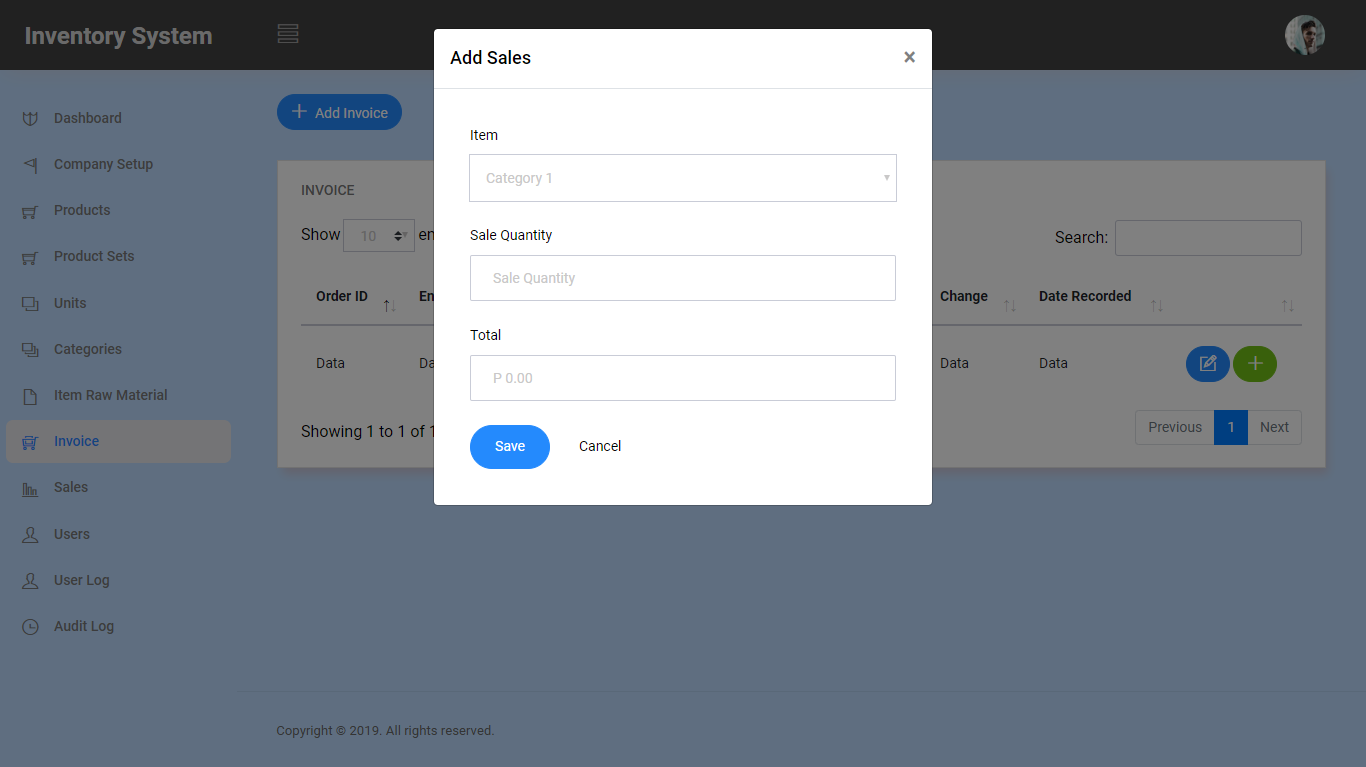 Inventory System
Add Sales
×
Dashboard
Company Setup
Products
Product Sets
Units
Categories
Item Raw Material
Invoice
Sales
Users
User Log
Audit Log
Add Invoice
INVOICE
Show 10 en
Search:
Order ID En Change Date Recorded
Data Da Data Data
Showing 1 to 1 of 1
Previous 1 Next
Item
Category 1
Sale Quantity
Sale Quantity
Total
P 0.00
Save Cancel
Copyright © 2019. All rights reserved.